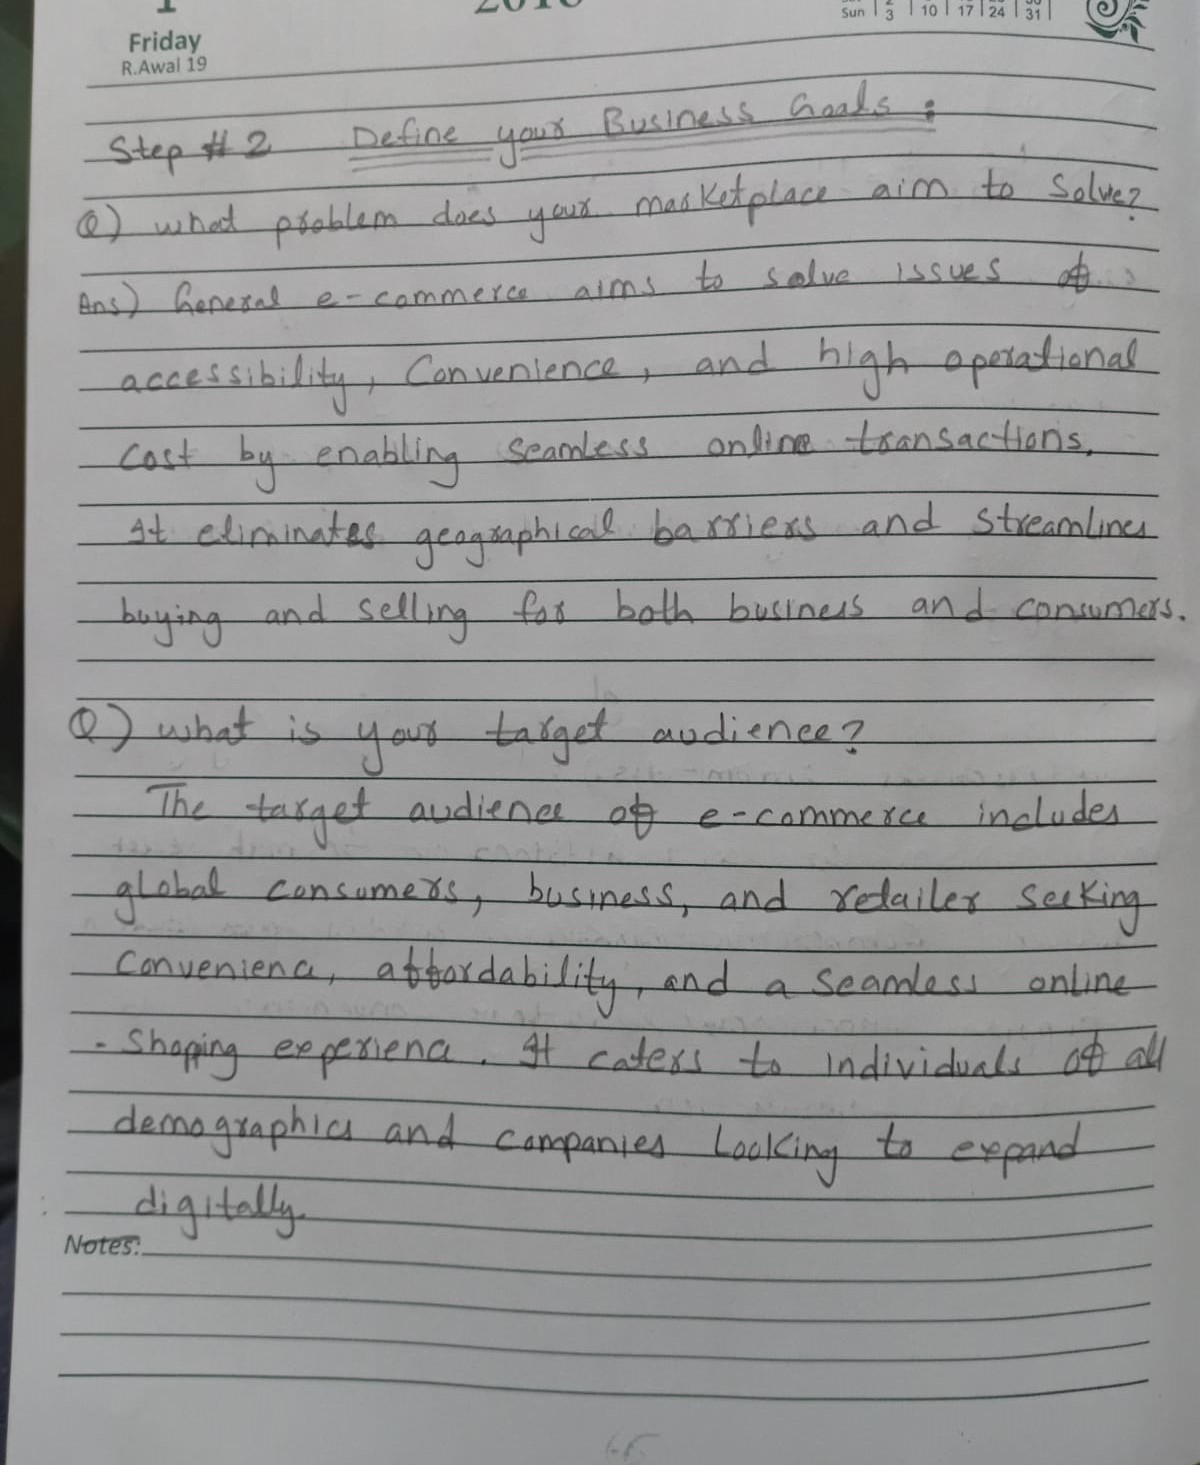 Friday
R.Awal 19
Sun 3 10 17 24 31
Step # 2 Define your Business Goals :
Q) what problem does your marketplace aim to Solve?
Ans) General e-commerce aims to solve issues of
accessibility, Convenience, and high operational
Cost by enabling seamless online transactions.
It eliminates geographical barriers and streamlines
buying and selling for both business and consumers.
Q) what is your target audience?
The target audience of e-commerce includes
global consumers, business, and retailer seeking
convenienc, affordability, and a seamless online
- Shopping experienc. It caters to individuals of all
demographics and companies looking to expand
digitally.
Notes: